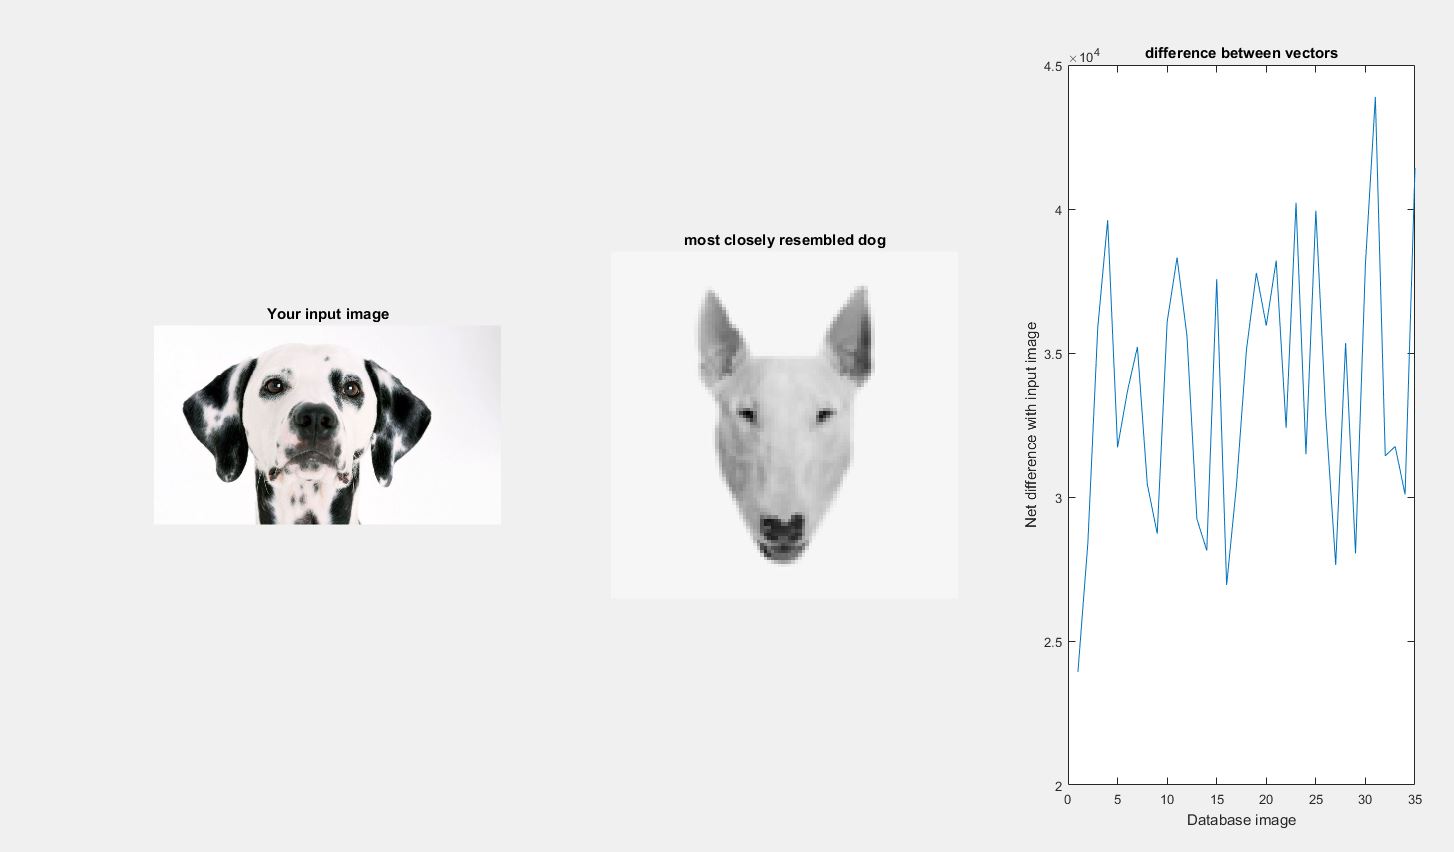 Your input image
most closely resembled dog
difference between vectors
×10^4
4.5
4
3.5
3
2.5
2
Net difference with input image
0 5 10 15 20 25 30 35
Database image